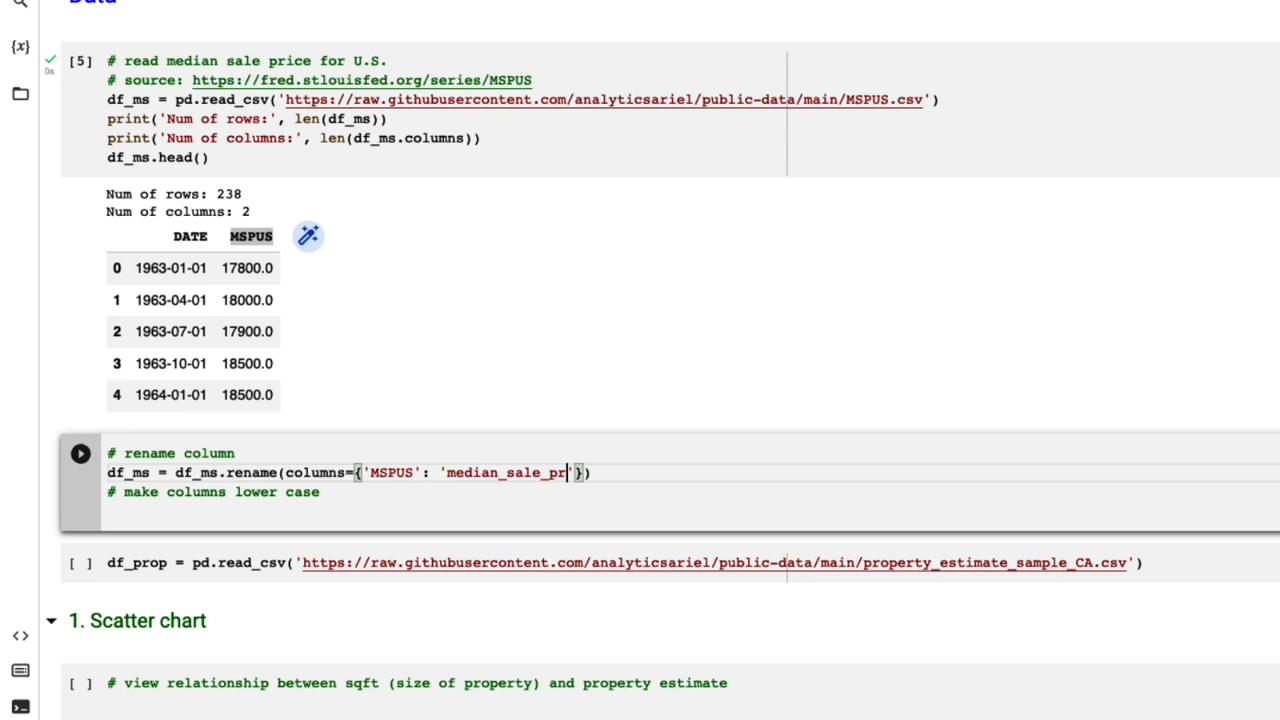 Data
{x}
[5] # read median sale price for U.S.
0s # source: https://fred.stlouisfed.org/series/MSPUS
df_ms = pd.read_csv('https://raw.githubusercontent.com/analyticsariel/public-data/main/MSPUS.csv')
print('Num of rows:', len(df_ms))
print('Num of columns:', len(df_ms.columns))
df_ms.head()
Num of rows: 238
Num of columns: 2
DATE MSPUS
0 1963-01-01 17800.0
1 1963-04-01 18000.0
2 1963-07-01 17900.0
3 1963-10-01 18500.0
4 1964-01-01 18500.0
# rename column
df_ms = df_ms.rename(columns={'MSPUS': 'median_sale_pr'})
# make columns lower case
[ ] df_prop = pd.read_csv('https://raw.githubusercontent.com/analyticsariel/public-data/main/property_estimate_sample_CA.csv')
1. Scatter chart
[ ] # view relationship between sqft (size of property) and property estimate